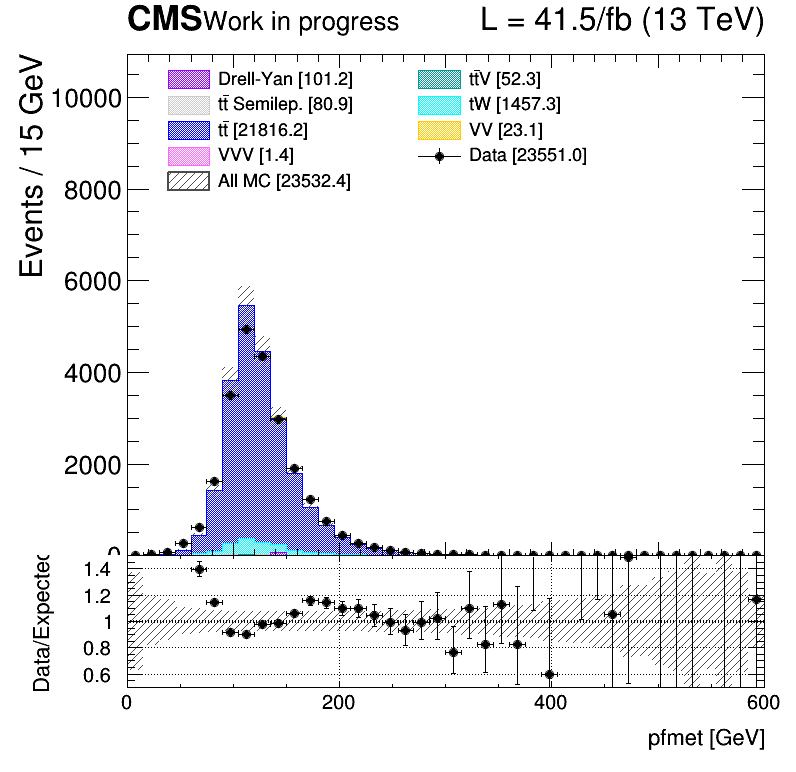 CMS Work in progress L = 41.5/fb (13 TeV)
Events / 15 GeV
10000
8000
6000
4000
2000
0
Drell-Yan [101.2]
tt̄ Semilep. [80.9]
tt̄ [21816.2]
VVV [1.4]
All MC [23532.4]
tt̄V [52.3]
tW [1457.3]
VV [23.1]
Data [23551.0]
Data/Expected
1.4
1.2
1
0.8
0.6
0 200 400 600
pfmet [GeV]